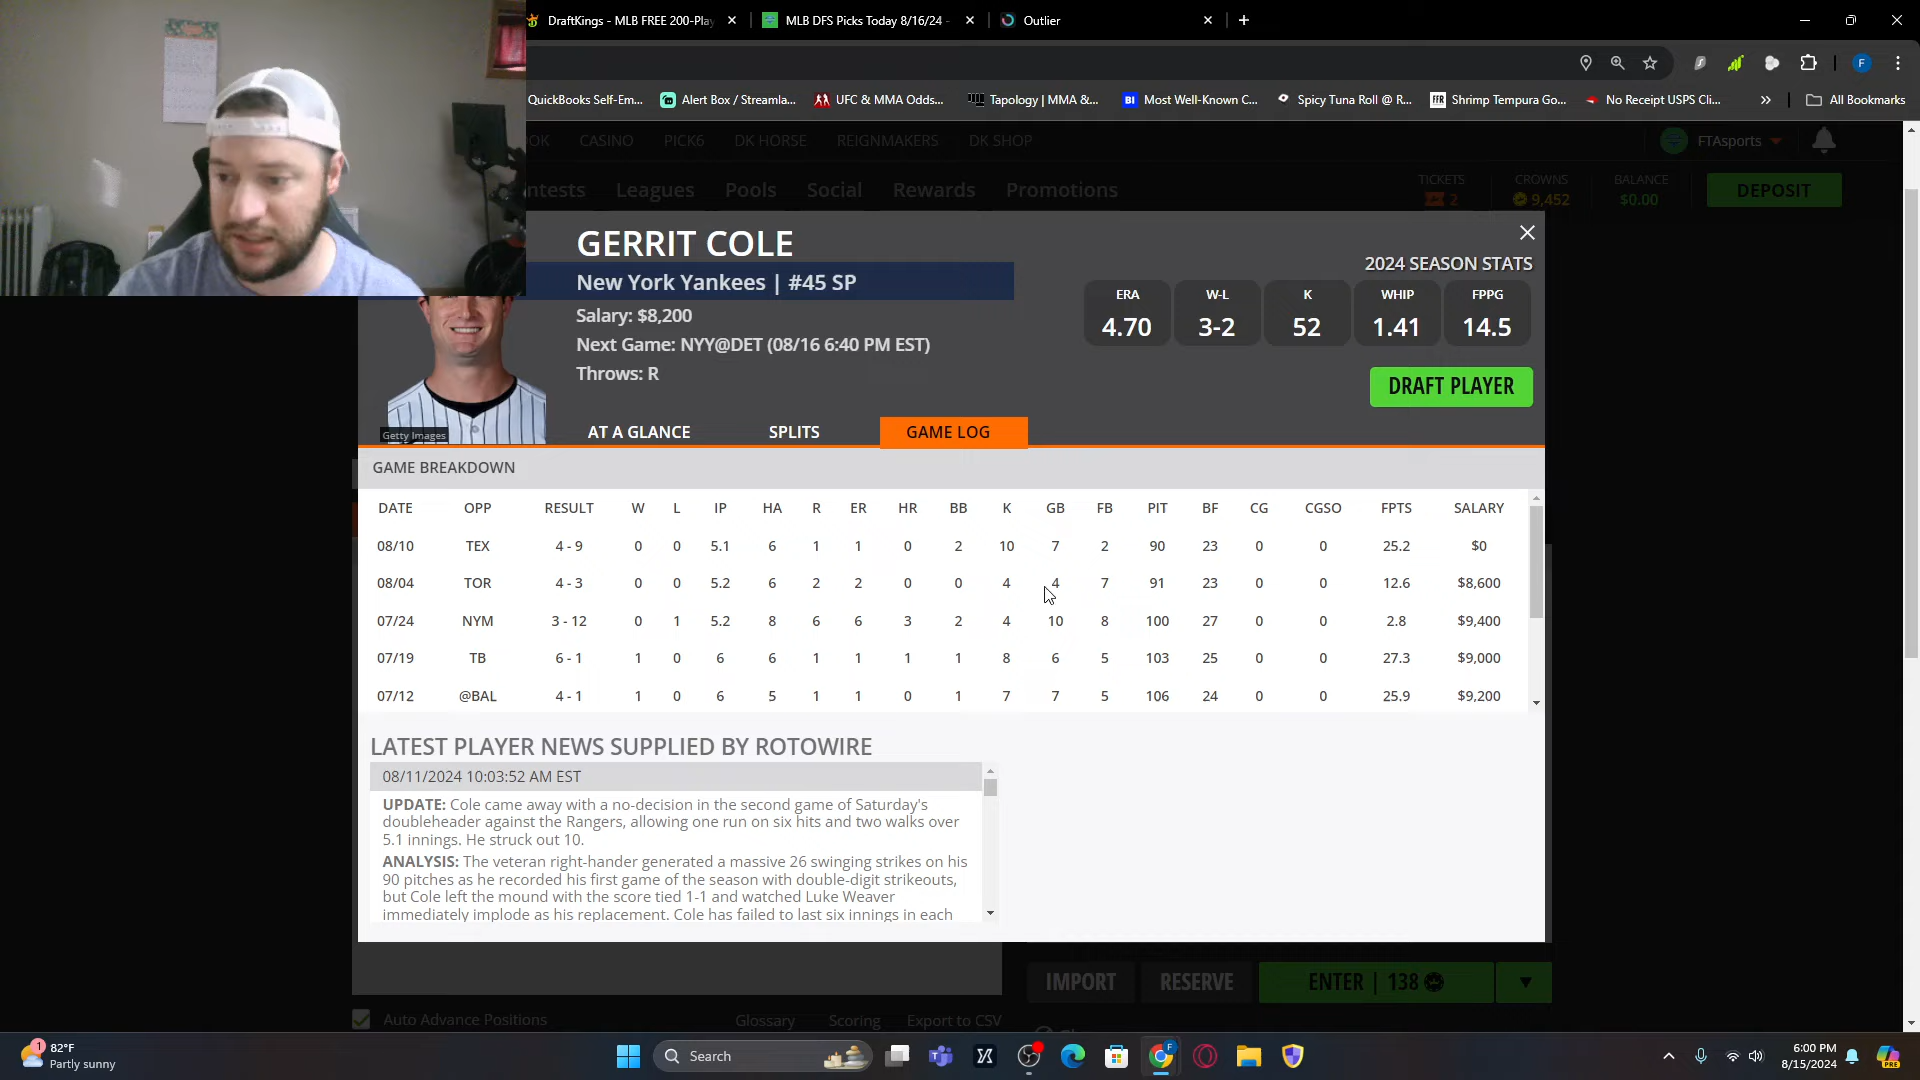 DraftKings - MLB FREE 200-Pla
MLB DFS Picks Today 8/16/24 -
Outlier
F
QuickBooks Self-Em...
Alert Box / Streamla...
UFC & MMA Odds...
Tapology | MMA &...
BI Most Well-Known C...
Spicy Tuna Roll @ R...
FFR Shrimp Tempura Go...
No Receipt USPS Cli...
» All Bookmarks
OK CASINO PICK6 DK HORSE REIGNMAKERS DK SHOP
FTAsports
ntests Leagues Pools Social Rewards Promotions
TICKETS CROWNS BALANCE
2 9,452 $0.00
DEPOSIT
GERRIT COLE
New York Yankees | #45 SP
Salary: $8,200
Next Game: NYY@DET (08/16 6:40 PM EST)
Throws: R
2024 SEASON STATS
ERA W-L K WHIP FPPG
4.70 3-2 52 1.41 14.5
DRAFT PLAYER
Getty Images
AT A GLANCE SPLITS GAME LOG
GAME BREAKDOWN
DATE OPP RESULT W L IP HA R ER HR BB K GB FB PIT BF CG CGSO FPTS SALARY
08/10 TEX 4 - 9 0 0 5.1 6 1 1 0 2 10 7 2 90 23 0 0 25.2 $0
08/04 TOR 4 - 3 0 0 5.2 6 2 2 0 0 4 4 7 91 23 0 0 12.6 $8,600
07/24 NYM 3 - 12 0 1 5.2 8 6 6 3 2 4 10 8 100 27 0 0 2.8 $9,400
07/19 TB 6 - 1 1 0 6 6 1 1 1 1 8 6 5 103 25 0 0 27.3 $9,000
07/12 @BAL 4 - 1 1 0 6 5 1 1 0 1 7 7 5 106 24 0 0 25.9 $9,200
LATEST PLAYER NEWS SUPPLIED BY ROTOWIRE
08/11/2024 10:03:52 AM EST
UPDATE: Cole came away with a no-decision in the second game of Saturday's
doubleheader against the Rangers, allowing one run on six hits and two walks over
5.1 innings. He struck out 10.
ANALYSIS: The veteran right-hander generated a massive 26 swinging strikes on his
90 pitches as he recorded his first game of the season with double-digit strikeouts,
but Cole left the mound with the score tied 1-1 and watched Luke Weaver
immediately implode as his replacement. Cole has failed to last six innings in each
IMPORT RESERVE ENTER | 138
Auto Advance Positions Glossary Scoring Export to CSV
1
82°F
Partly sunny
Search
F
6:00 PM
8/15/2024
PRE